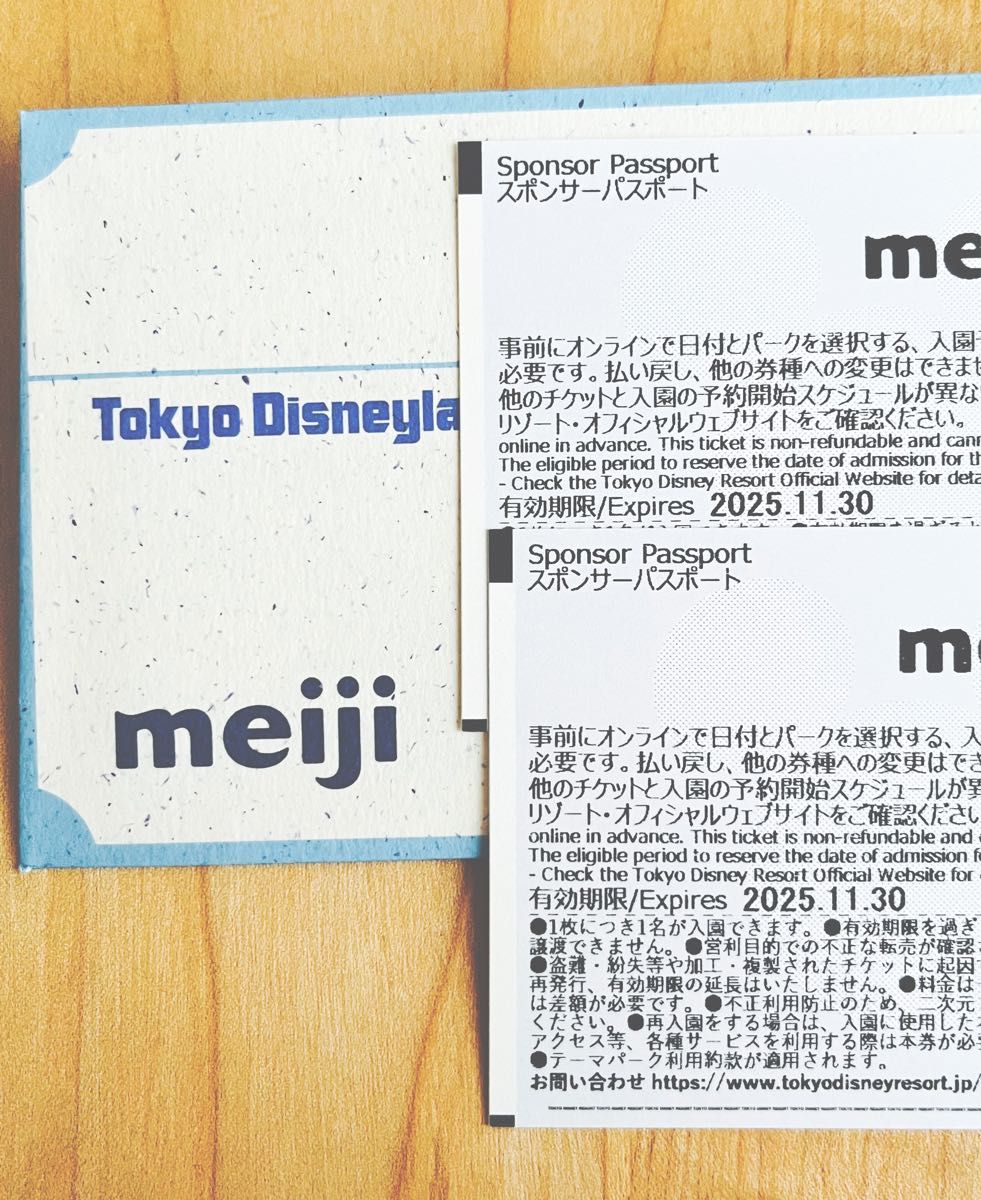 Tokyo Disneyla
meiji
Sponsor Passport
スポンサーパスポート
me
事前にオンラインで日付とパークを選択する、入園
必要です。払い戻し、他の券種への変更はできませ
他のチケットと入園の予約開始スケジュールが異な
リゾート・オフィシャルウェブサイトをご確認ください。
online in advance. This ticket is non-refundable and cann
The eligible period to reserve the date of admission for th
- Check the Tokyo Disney Resort Official Website for deta
有効期限/Expires 2025.11.30
Sponsor Passport
スポンサーパスポート
me
事前にオンラインで日付とパークを選択する、入
必要です。払い戻し、他の券種への変更はでき
他のチケットと入園の予約開始スケジュールが異
リゾート・オフィシャルウェブサイトをご確認ください
online in advance. This ticket is non-refundable and
The eligible period to reserve the date of admission f
- Check the Tokyo Disney Resort Official Website for
有効期限/Expires 2025.11.30
●1枚につき1名が入園できます。●有効期限を過ぎ
譲渡できません。●営利目的での不正な転売が確認
●盗難・紛失等や加工・複製されたチケットに起因
再発行、有効期限の延長はいたしません。●料金は
は差額が必要です。●不正利用防止のため、二次元
ください。●再入園をする場合は、入園に使用した
アクセス等、各種サービスを利用する際は本券が必
●テーマパーク利用約款が適用されます。
お問い合わせ https://www.tokyodisneyresort.jp/
TOKYO DISNEY RESORT TOKYO DISNEY RESORT TOKYO DISNEY RESORT